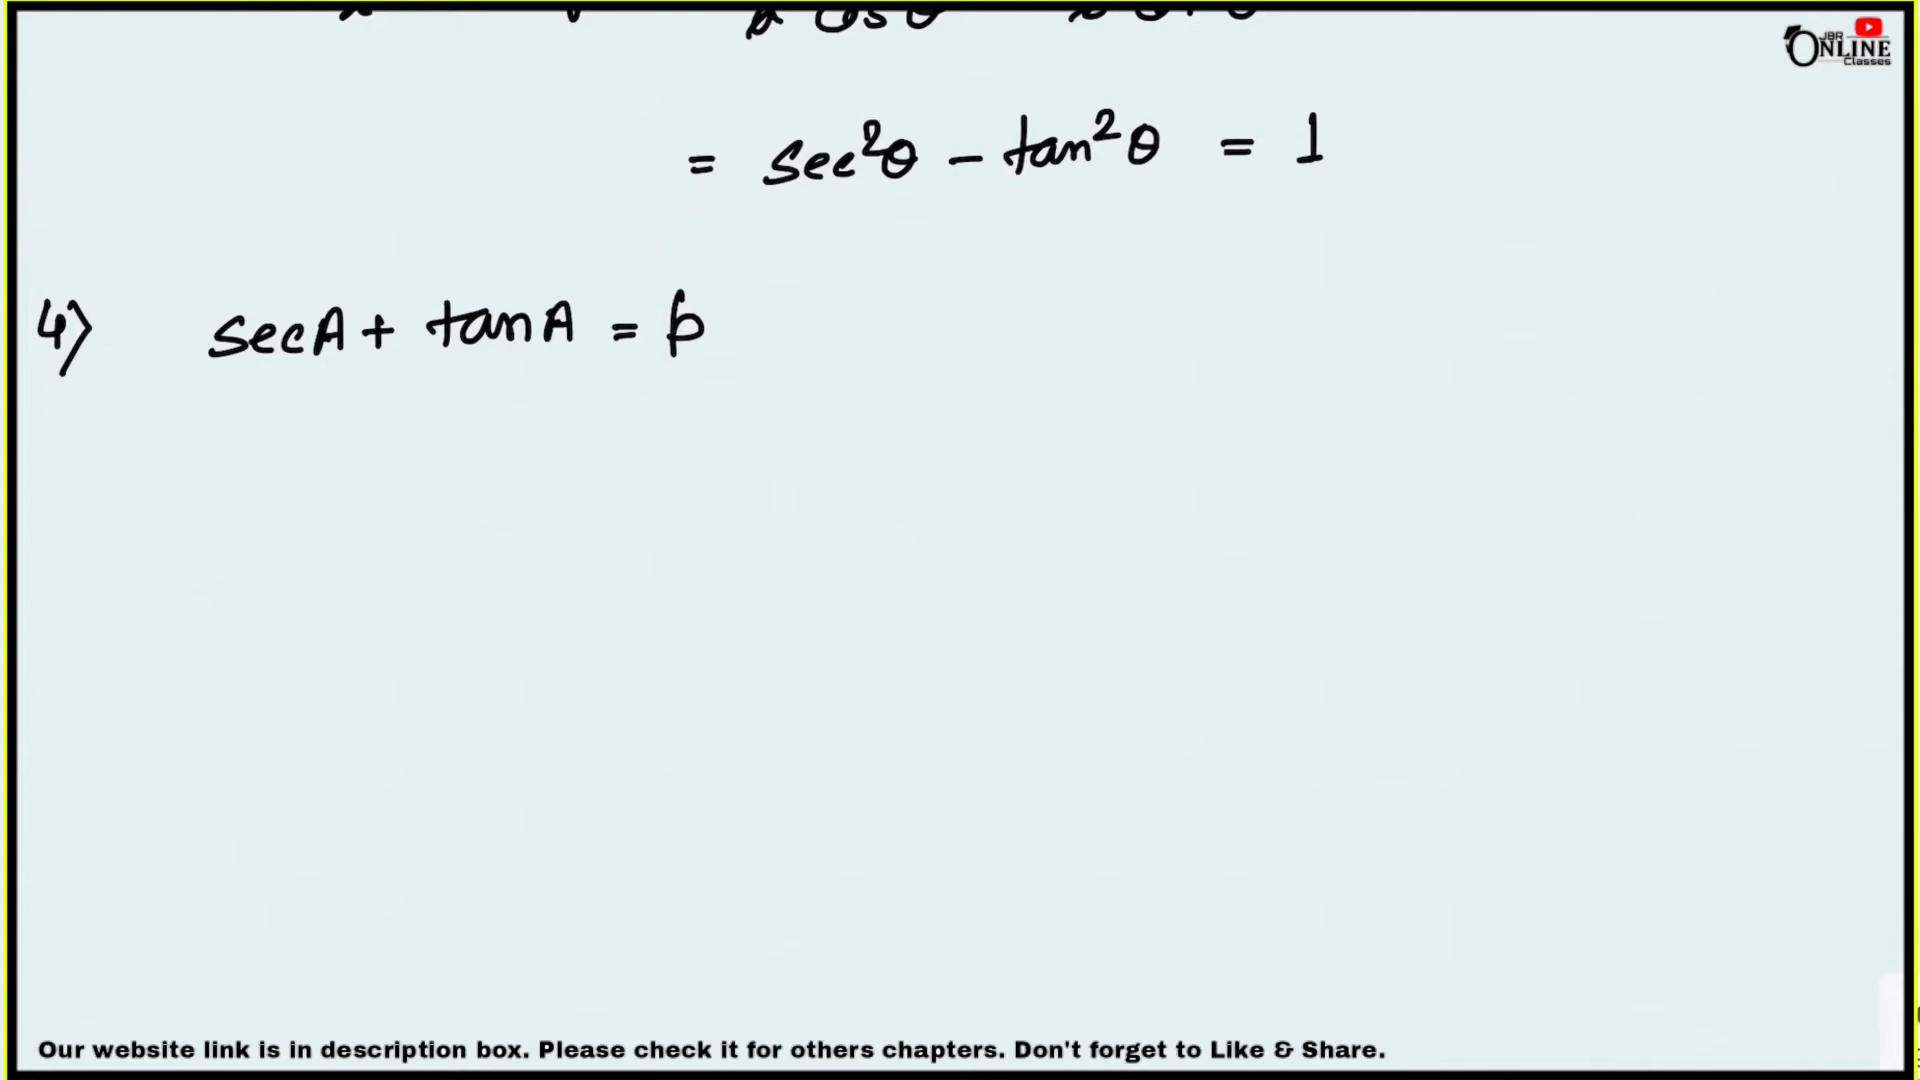 JBR
ONLINE
Classes
= sec²θ - tan²θ = 1
4) secA + tanA = p
Our website link is in description box. Please check it for others chapters. Don't forget to Like & Share.